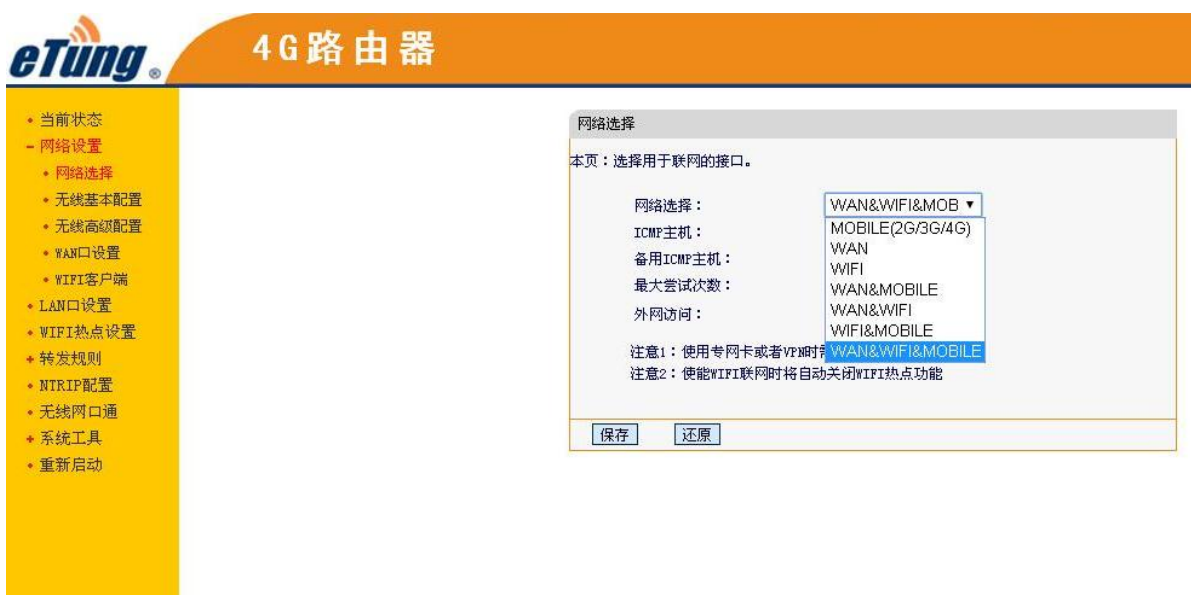 eTung ®
4G路由器
当前状态
网络设置
网络选择
无线基本配置
无线高级配置
WAN口设置
WIFI客户端
LAN口设置
WIFI热点设置
转发规则
NTRIP配置
无线网口通
系统工具
重新启动
网络选择
本页：选择用于联网的接口。
网络选择： WAN&WIFI&MOB
ICMP主机：
备用ICMP主机：
最大尝试次数：
外网访问：
MOBILE(2G/3G/4G)
WAN
WIFI
WAN&MOBILE
WAN&WIFI
WIFI&MOBILE
WAN&WIFI&MOBILE
注意1：使用专网卡或者VPN时
注意2：使能WIFI联网时将自动关闭WIFI热点功能
保存 还原